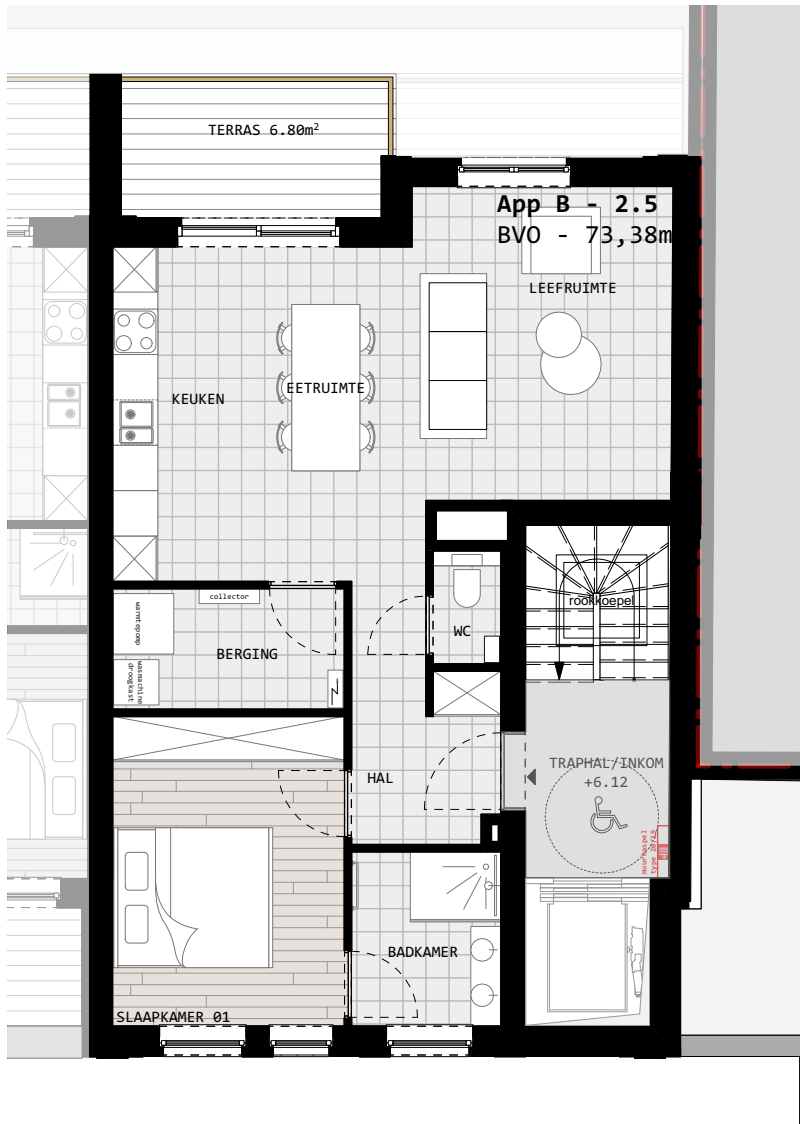 TERRAS 6.80m²
App B - 2.5
BVO - 73,38m
LEEFRUIMTE
EETRUIMTE
KEUKEN
rookkoepel
collector
warmtepomp
WC
BERGING
wasmachine
droogkast
TRAPHAL/INKOM
+6.12
HAL
muurhaspel
BADKAMER
SLAAPKAMER 01